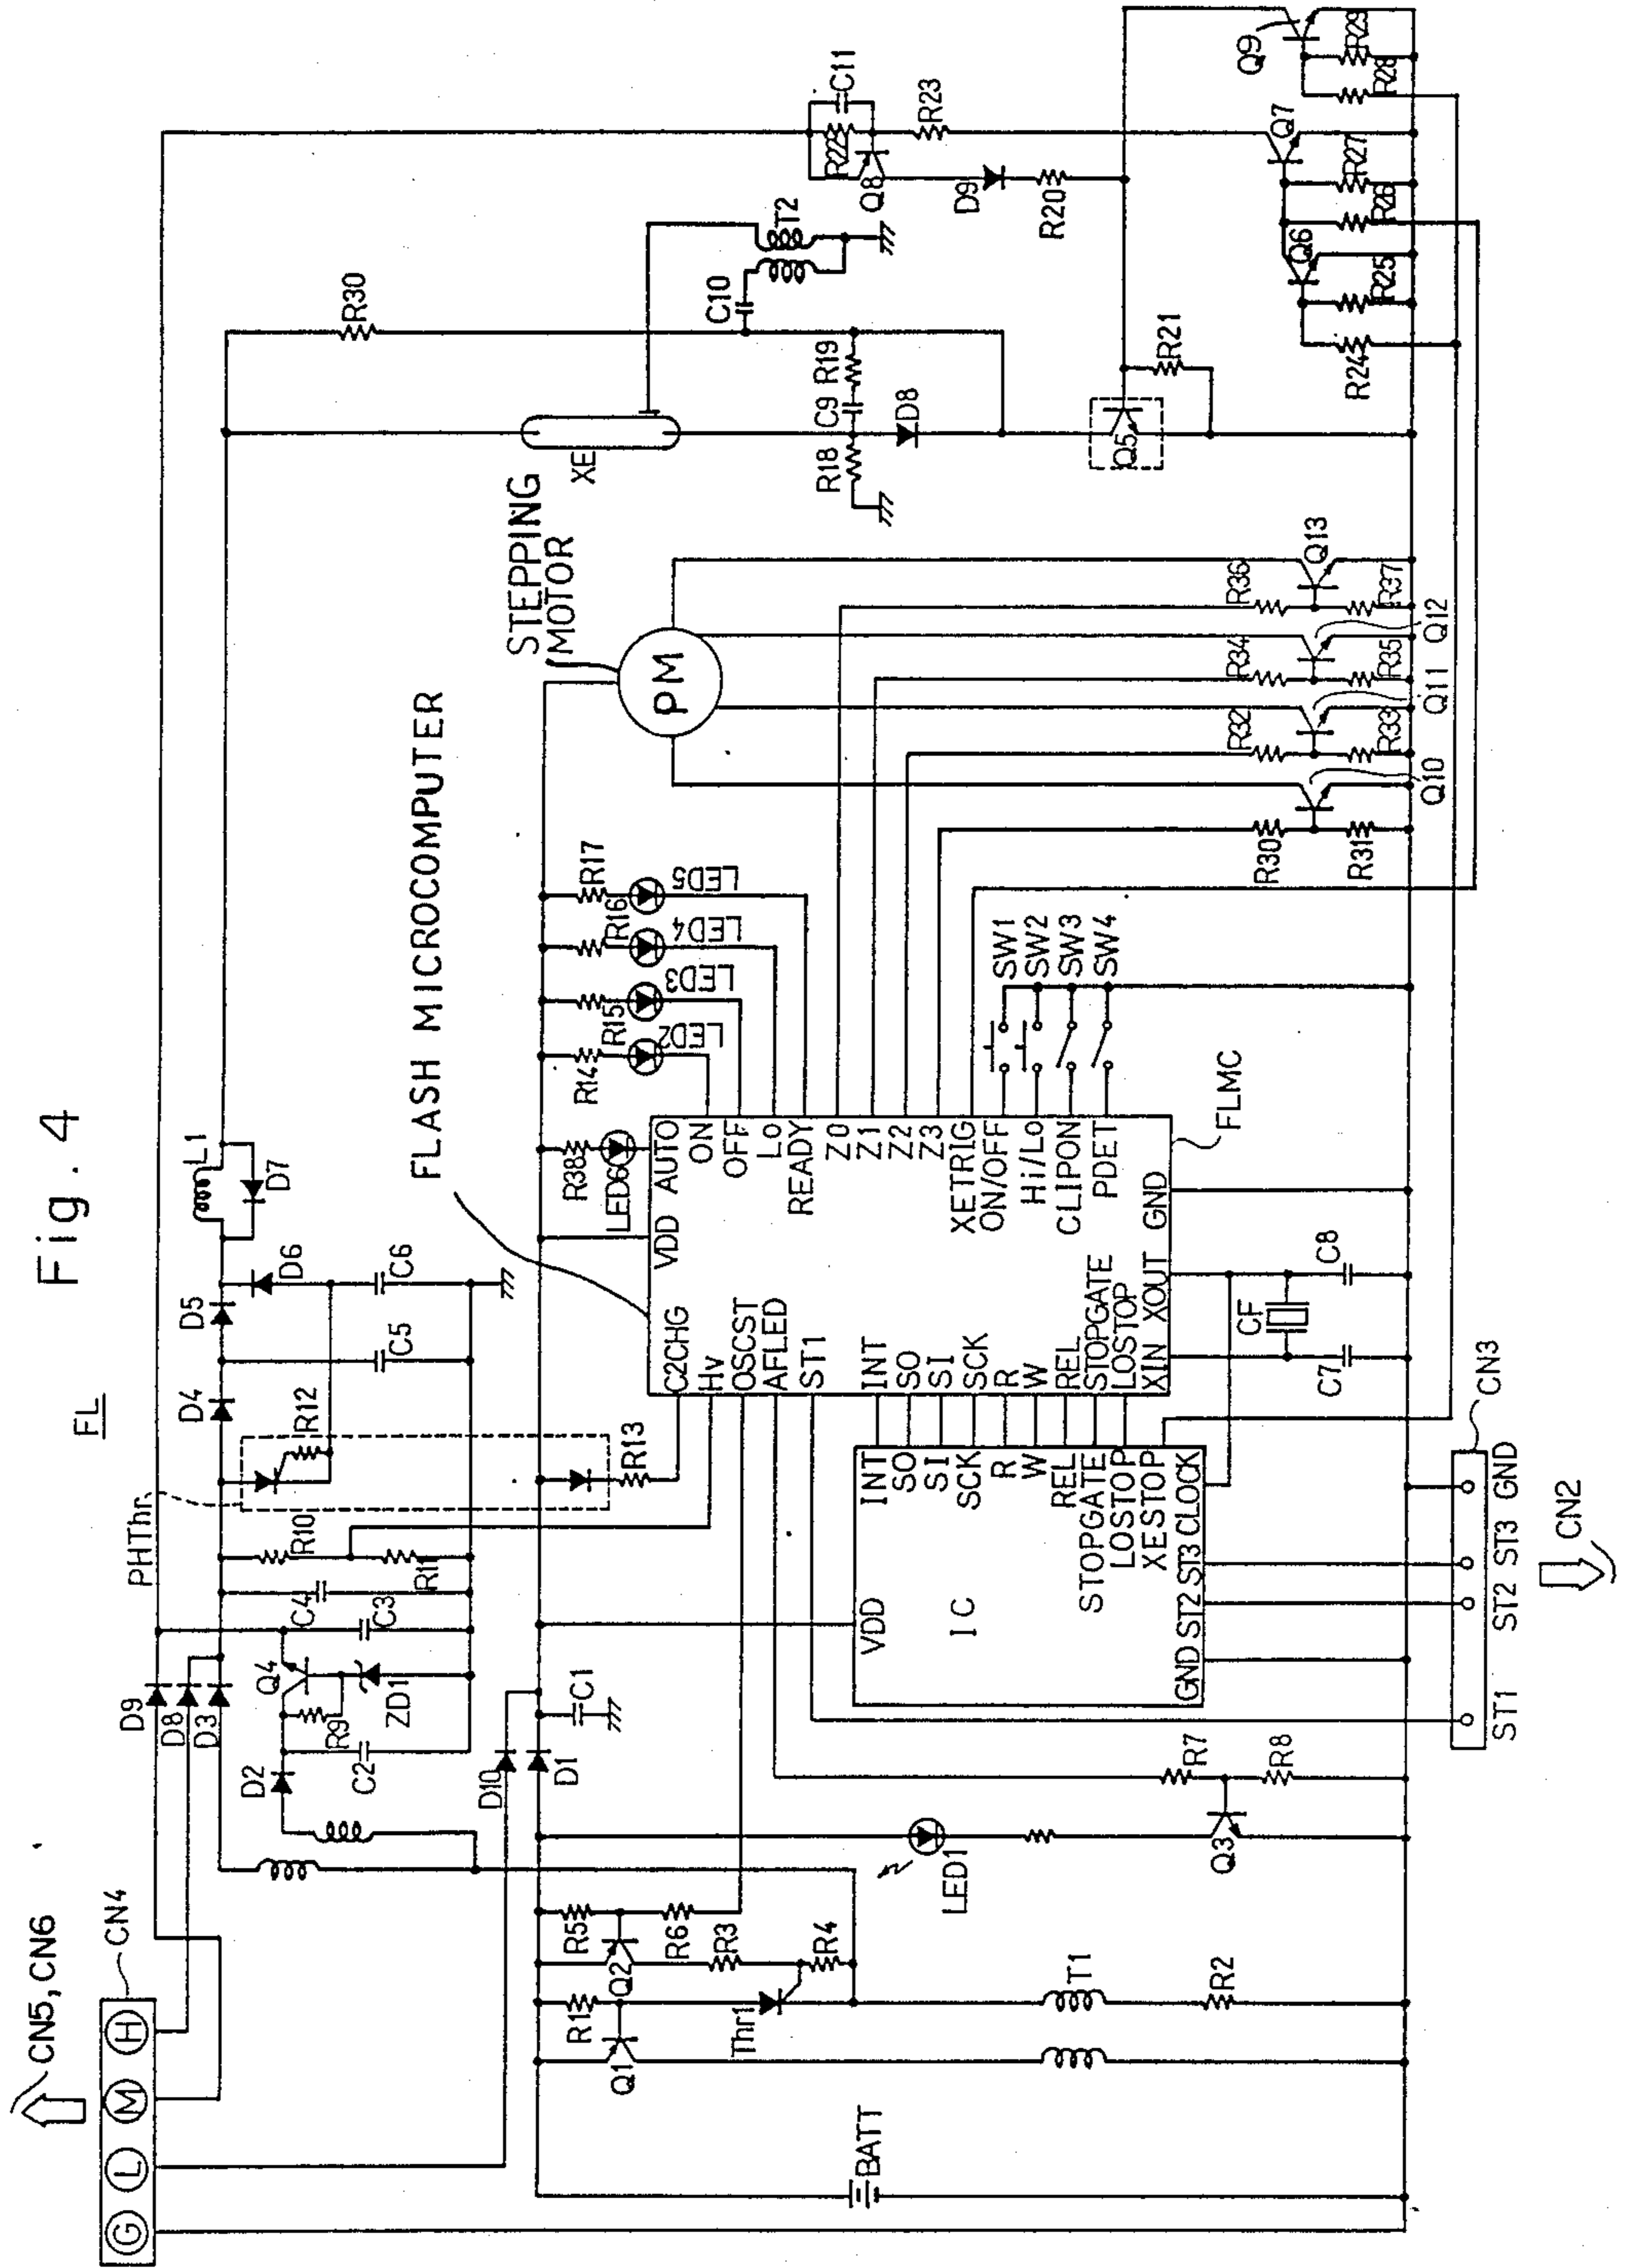 Fig. 4
FL
CN5, CN6
CN4
G
L
M
H
D9
D8
D3
PHThr
D4
D5
L1
D7
D6
R12
R10
R11
C4
C3
C5
C6
Q4
R9
ZD1
D2
C2
D10
D1
C1
R13
R5
Q2
R6
R3
R4
R1
Q1
Thr1
T1
R2
BATT
LED1
Q3
R7
R8
FLASH MICROCOMPUTER
C2CHG
Hv
OSCST
AFLED
ST1
INT
SO
SI
SCK
R
W
REL
STOPGATE
LOSTOP
XIN
XOUT
GND
VDD
AUTO
ON
OFF
Lo
READY
Z0
Z1
Z2
Z3
XETRIG
ON/OFF
Hi/Lo
CLIPON
PDET
FLMC
VDD
IC
INT
SO
SI
SCK
R
W
REL
STOPGATE
LOSTOP
XESTOP
GND
ST2
ST3
CLOCK
CF
C7
C8
CN3
ST1
ST2
ST3
GND
CN2
R38
LED6
R14
LED2
R15
LED3
R16
LED4
R17
LED5
SW1
SW2
SW3
SW4
STEPPING
MOTOR
PM
R30
R31
Q10
R32
R33
Q11
R34
R35
Q12
R36
R37
Q13
XE
R30
R18
C9
R19
D8
C10
T2
Q5
R21
R22
C11
Q8
R23
D9
R20
R24
R25
Q6
R26
R27
Q7
R28
R29
Q9